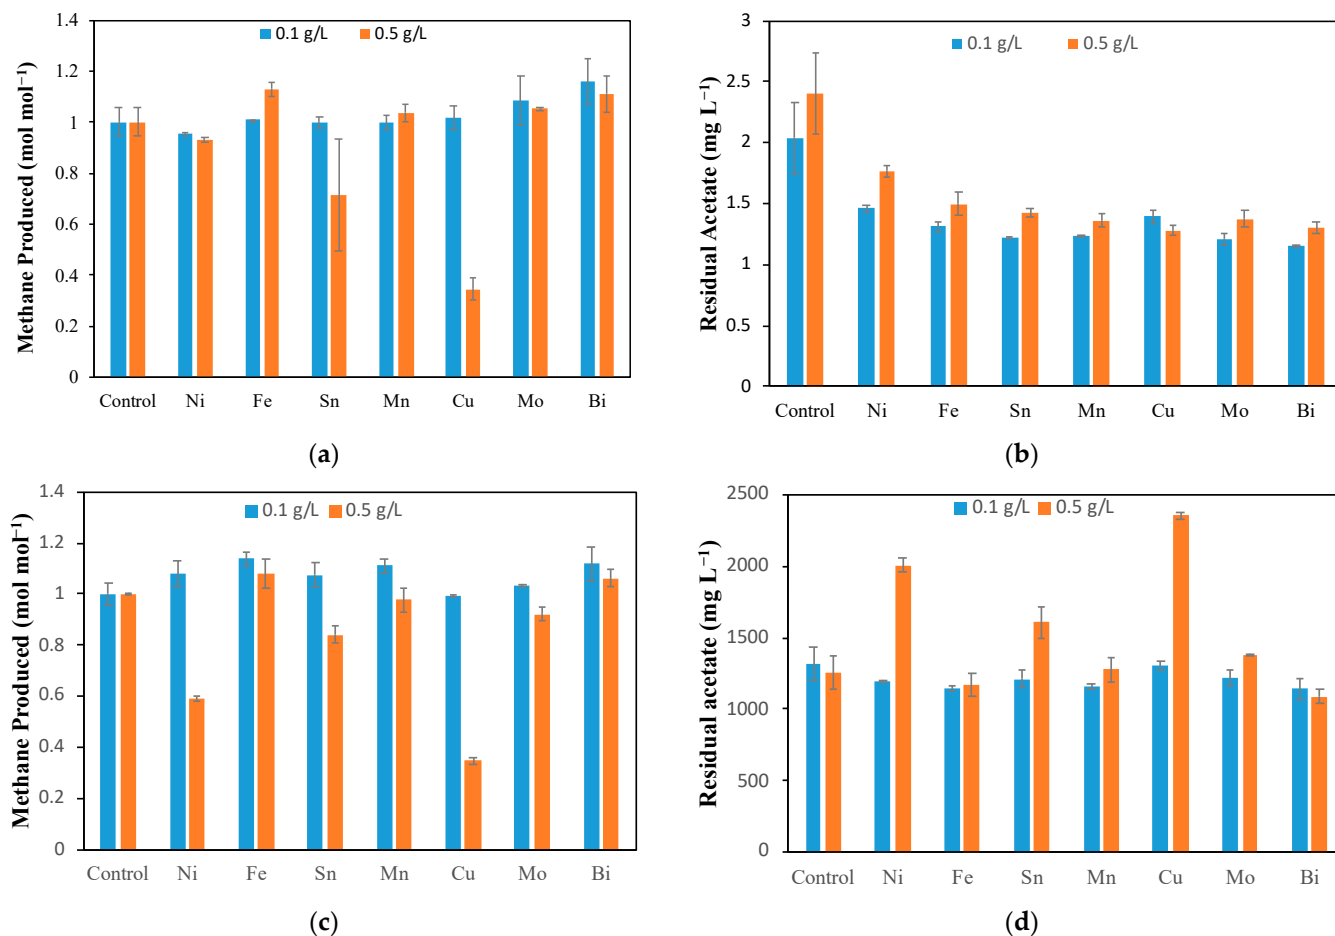 1.4
1.2
1
0.8
0.6
0.4
0.2
0
Methane Produced (mol mol⁻¹)
0.1 g/L 0.5 g/L
Control Ni Fe Sn Mn Cu Mo Bi
(a)
3
2.5
2
1.5
1
0.5
0
Residual Acetate (mg L⁻¹)
0.1 g/L 0.5 g/L
Control Ni Fe Sn Mn Cu Mo Bi
(b)
1.4
1.2
1
0.8
0.6
0.4
0.2
0
Methane Produced (mol mol⁻¹)
0.1 g/L 0.5 g/L
Control Ni Fe Sn Mn Cu Mo Bi
(c)
2500
2000
1500
1000
500
0
Residual acetate (mg L⁻¹)
0.1 g/L 0.5 g/L
Control Ni Fe Sn Mn Cu Mo Bi
(d)